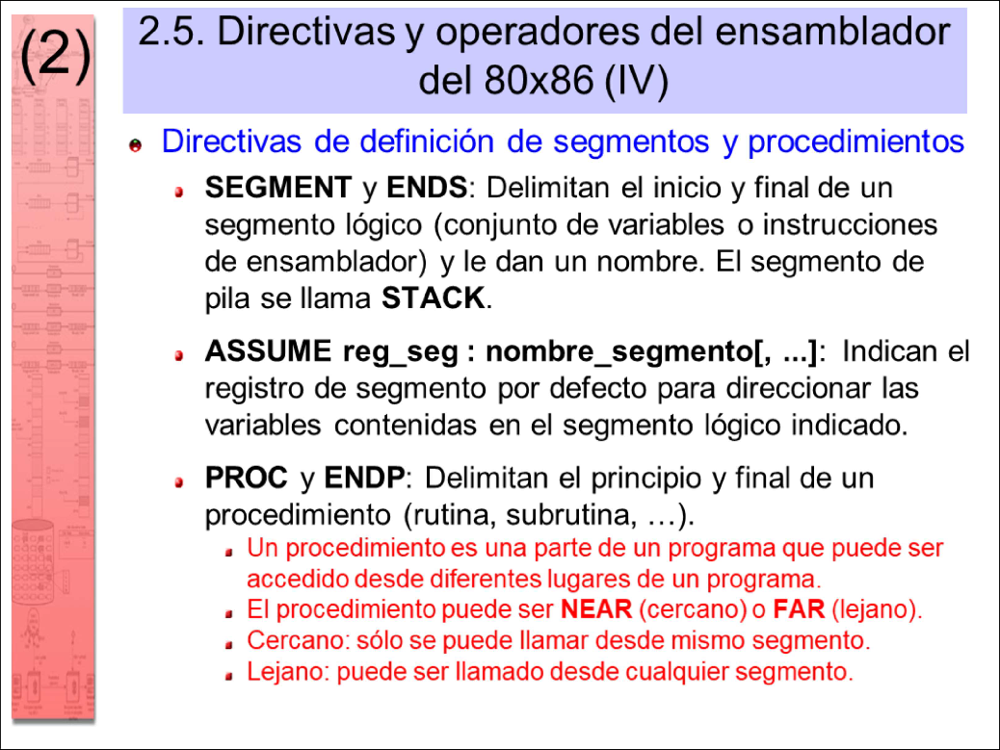 (2)
2.5. Directivas y operadores del ensamblador
del 80x86 (IV)
Directivas de definición de segmentos y procedimientos
SEGMENT y ENDS: Delimitan el inicio y final de un
segmento lógico (conjunto de variables o instrucciones
de ensamblador) y le dan un nombre. El segmento de
pila se llama STACK.
ASSUME reg_seg : nombre_segmento[, ...]: Indican el
registro de segmento por defecto para direccionar las
variables contenidas en el segmento lógico indicado.
PROC y ENDP: Delimitan el principio y final de un
procedimiento (rutina, subrutina, …).
Un procedimiento es una parte de un programa que puede ser
accedido desde diferentes lugares de un programa.
El procedimiento puede ser NEAR (cercano) o FAR (lejano).
Cercano: sólo se puede llamar desde mismo segmento.
Lejano: puede ser llamado desde cualquier segmento.